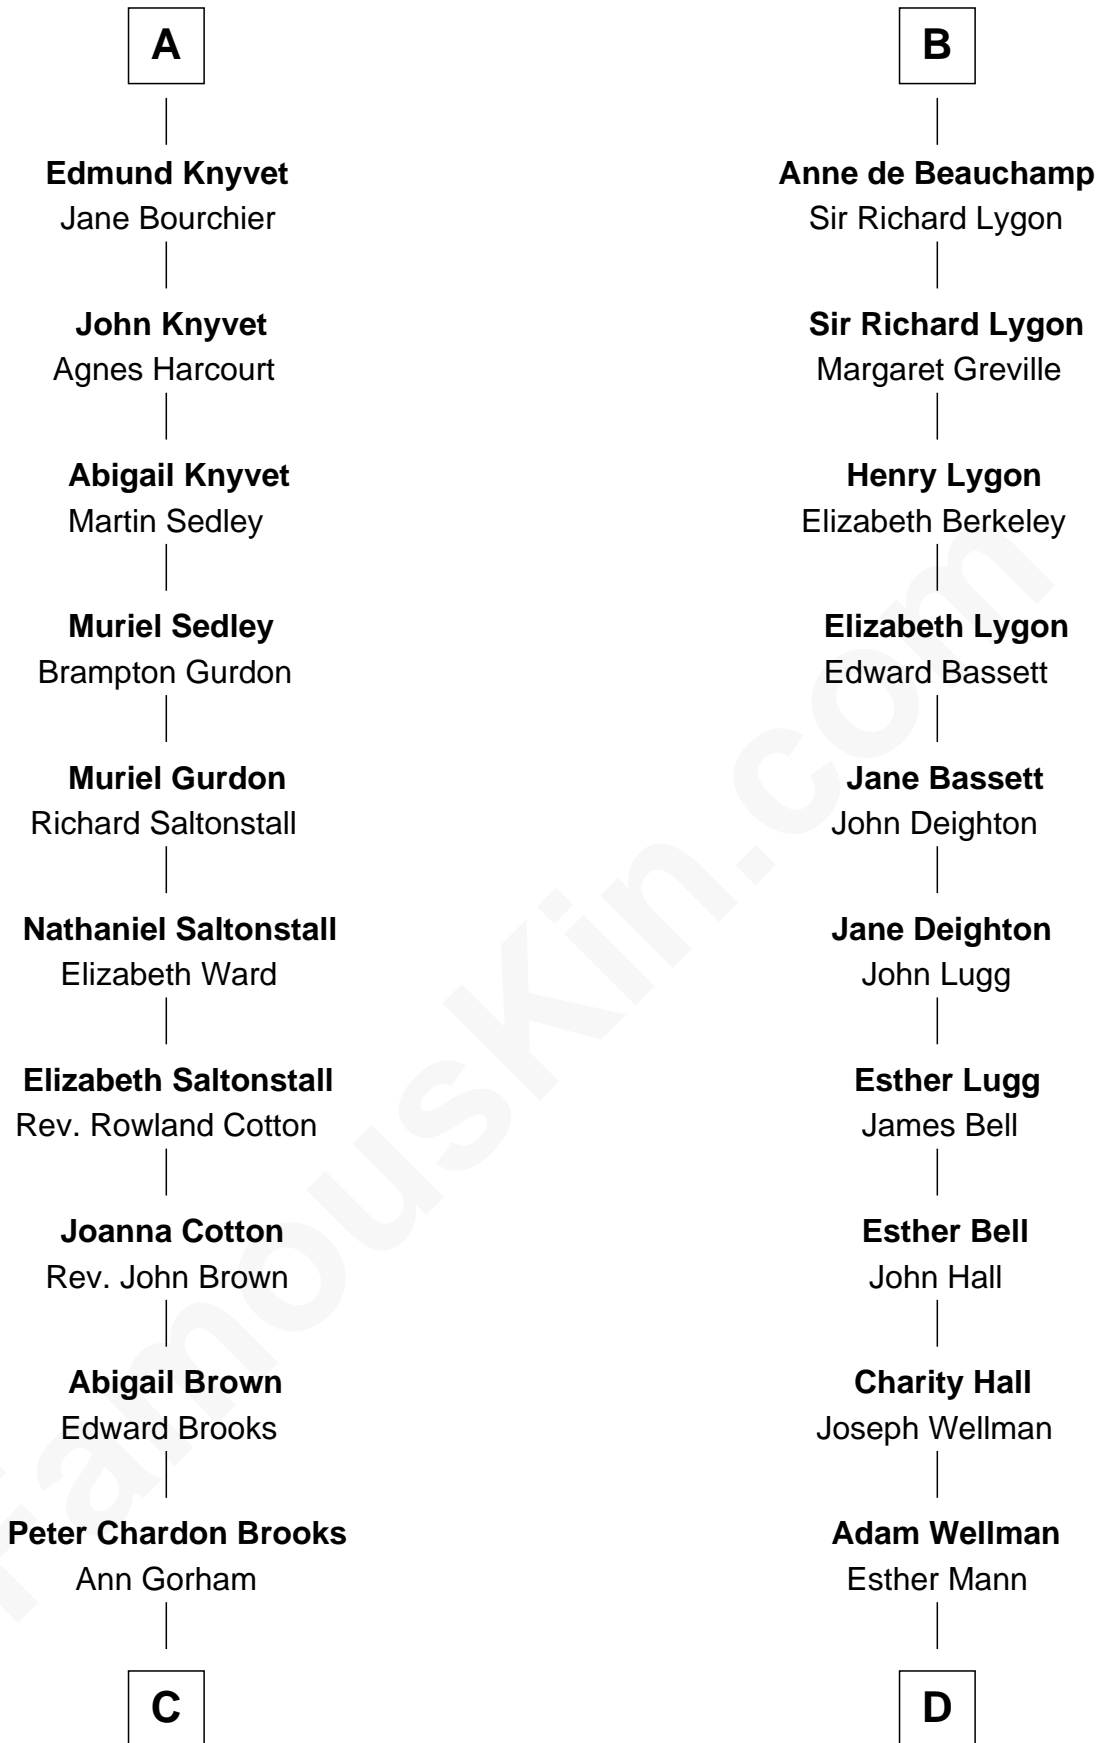 A
Edmund Knyvet
Jane Bourchier
John Knyvet
Agnes Harcourt
Abigail Knyvet
Martin Sedley
Muriel Sedley
Brampton Gurdon
Muriel Gurdon
Richard Saltonstall
Nathaniel Saltonstall
Elizabeth Ward
Elizabeth Saltonstall
Rev. Rowland Cotton
Joanna Cotton
Rev. John Brown
Abigail Brown
Edward Brooks
Peter Chardon Brooks
Ann Gorham
C
B
Anne de Beauchamp
Sir Richard Lygon
Sir Richard Lygon
Margaret Greville
Henry Lygon
Elizabeth Berkeley
Elizabeth Lygon
Edward Bassett
Jane Bassett
John Deighton
Jane Deighton
John Lugg
Esther Lugg
James Bell
Esther Bell
John Hall
Charity Hall
Joseph Wellman
Adam Wellman
Esther Mann
D
FamousKin.com